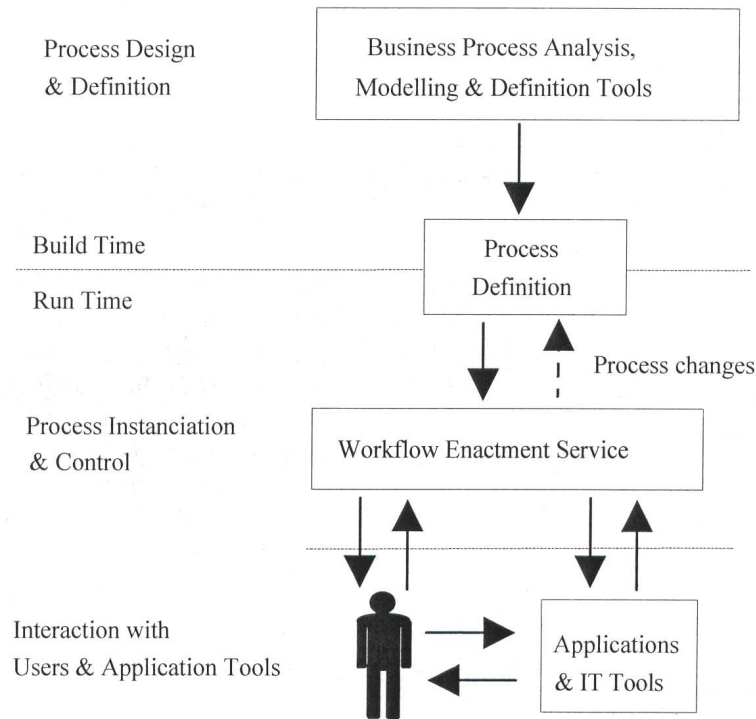 Process Design
& Definition
Business Process Analysis,
Modelling & Definition Tools
Build Time
Process
Definition
Run Time
Process changes
Process Instanciation
& Control
Workflow Enactment Service
Interaction with
Users & Application Tools
Applications
& IT Tools